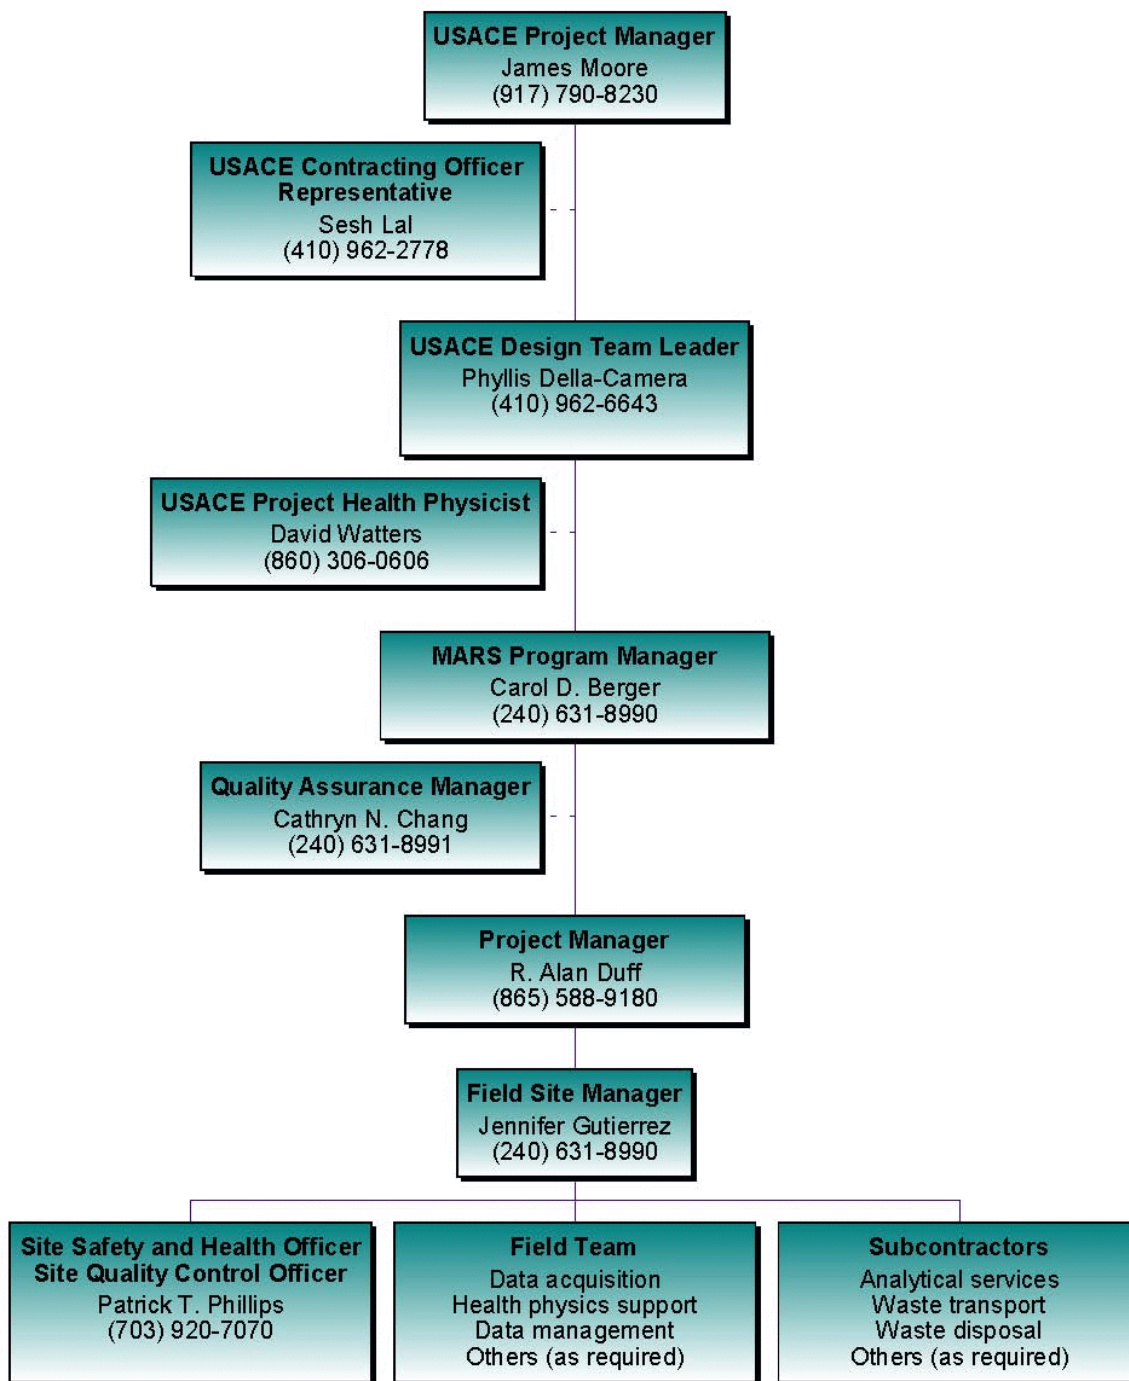 USACE Project Manager
James Moore
(917) 790-8230
USACE Contracting Officer
Representative
Sesh Lal
(410) 962-2778
USACE Design Team Leader
Phyllis Della-Camera
(410) 962-6643
USACE Project Health Physicist
David Watters
(860) 306-0606
MARS Program Manager
Carol D. Berger
(240) 631-8990
Quality Assurance Manager
Cathryn N. Chang
(240) 631-8991
Project Manager
R. Alan Duff
(865) 588-9180
Field Site Manager
Jennifer Gutierrez
(240) 631-8990
Site Safety and Health Officer
Site Quality Control Officer
Patrick T. Phillips
(703) 920-7070
Field Team
Data acquisition
Health physics support
Data management
Others (as required)
Subcontractors
Analytical services
Waste transport
Waste disposal
Others (as required)